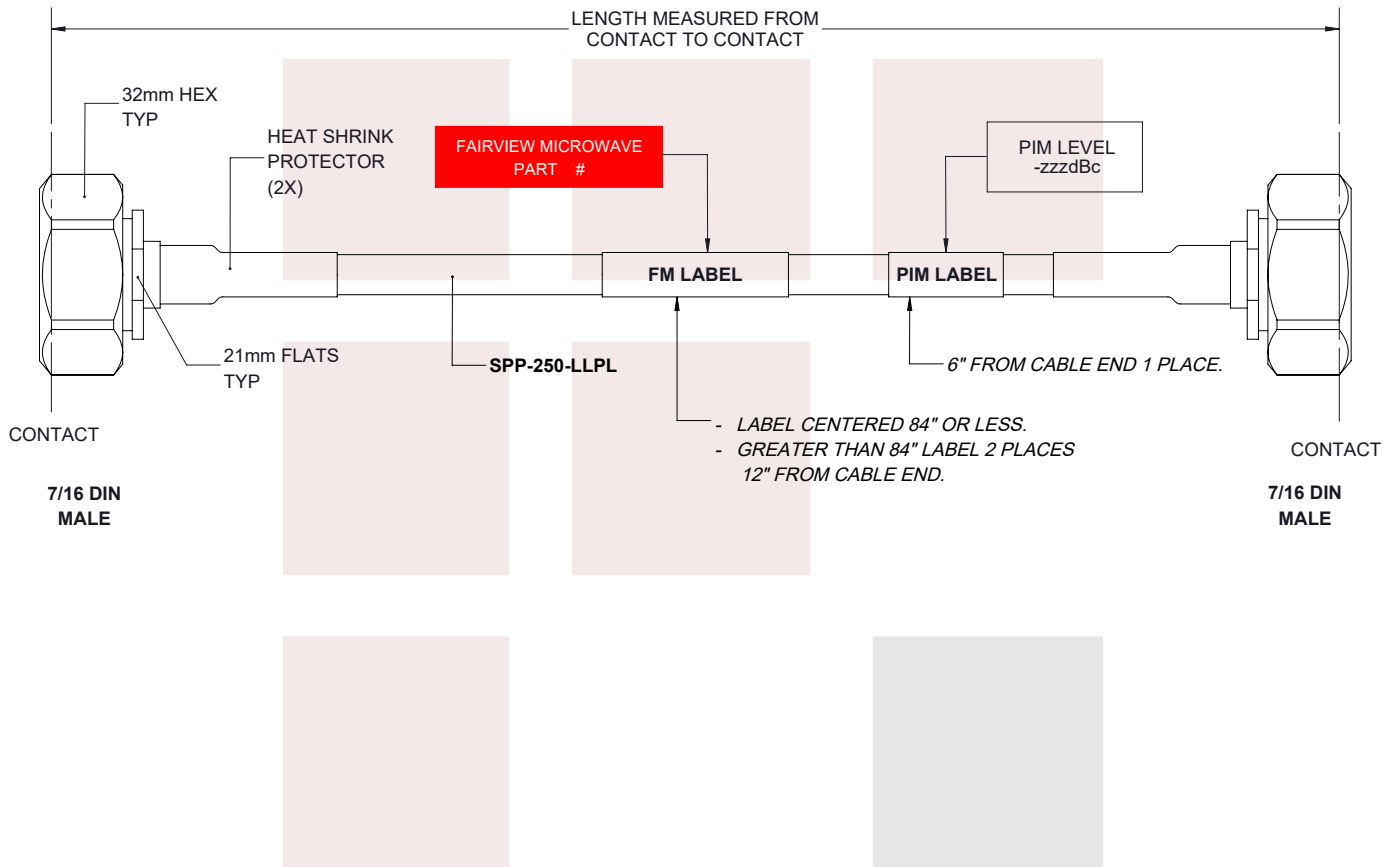 LENGTH MEASURED FROM
CONTACT TO CONTACT
32mm HEX
TYP
HEAT SHRINK
PROTECTOR
(2X)
FAIRVIEW MICROWAVE
PART #
PIM LEVEL
-zzzdBc
FM LABEL
PIM LABEL
21mm FLATS
TYP
SPP-250-LLPL
6" FROM CABLE END 1 PLACE.
- LABEL CENTERED 84" OR LESS.
- GREATER THAN 84" LABEL 2 PLACES
12" FROM CABLE END.
CONTACT
7/16 DIN
MALE
CONTACT
7/16 DIN
MALE